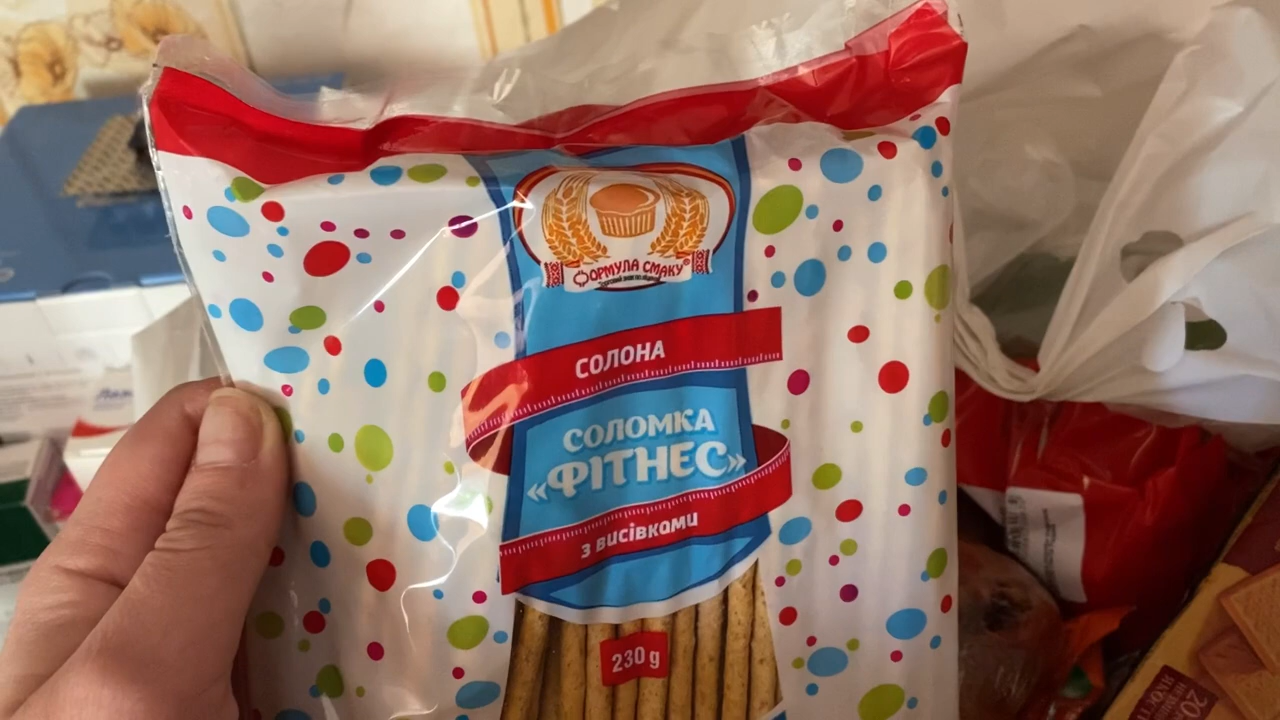 ФОРМУЛА СМАКУ®
СОЛОНА
СОЛОМКА
«ФІТНЕС»
з висівками
230 g